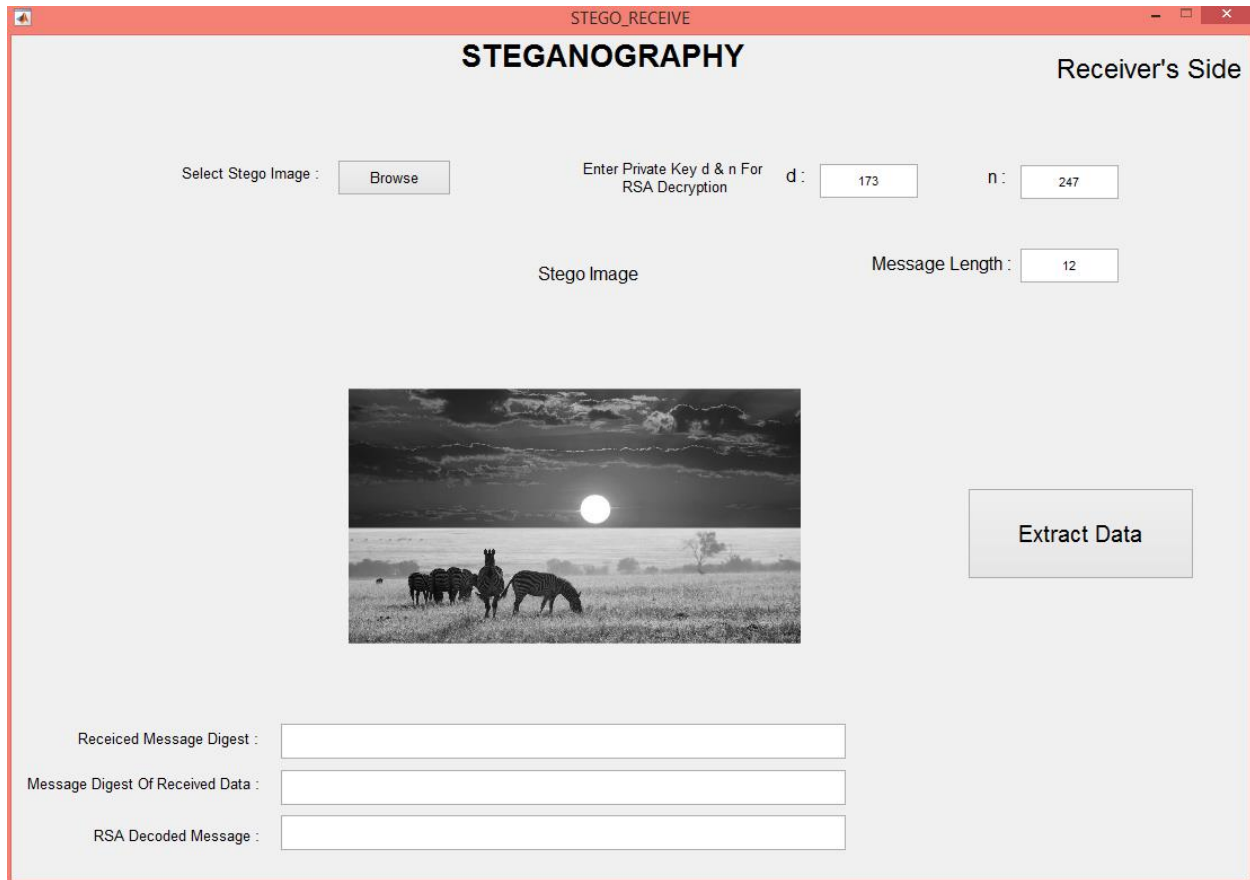 STEGO_RECEIVE
STEGANOGRAPHY
Receiver's Side
Select Stego Image :
Browse
Enter Private Key d & n For
RSA Decryption
d :
173
n :
247
Message Length :
12
Stego Image
Extract Data
Receiced Message Digest :
Message Digest Of Received Data :
RSA Decoded Message :